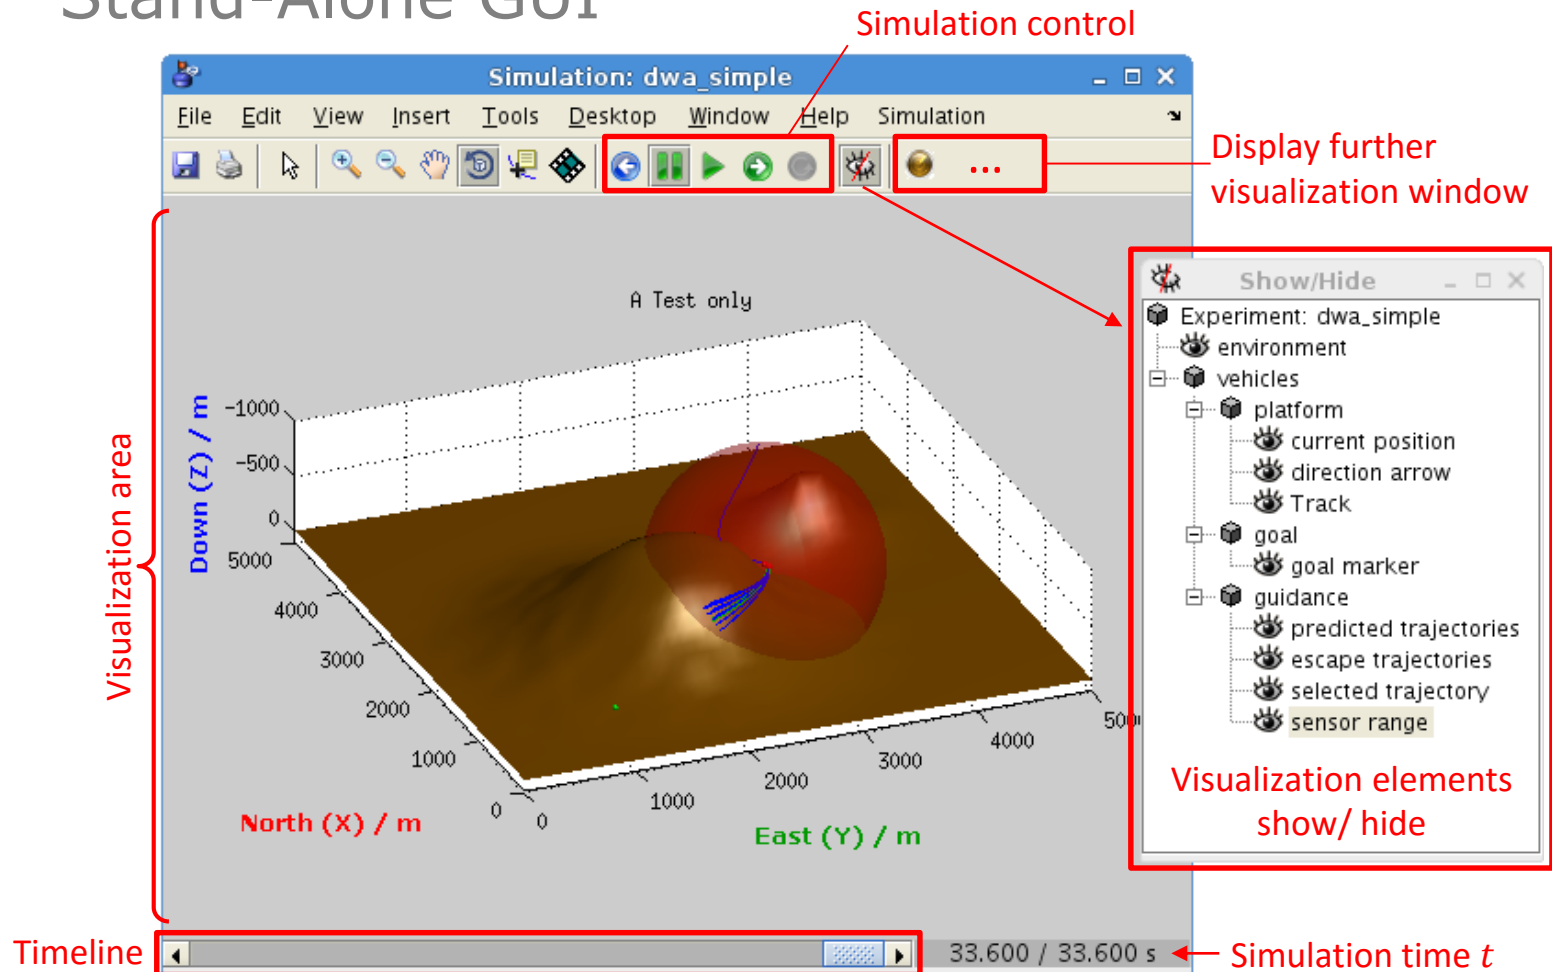 Stand-Alone GUI
Simulation control
Simulation: dwa_simple
File Edit View Insert Tools Desktop Window Help Simulation
...
Display further
visualization window
Show/Hide
Experiment: dwa_simple
environment
vehicles
platform
current position
direction arrow
Track
goal
goal marker
guidance
predicted trajectories
escape trajectories
selected trajectory
sensor range
Visualization elements
show/ hide
A Test only
Visualization area
Down (Z) / m
-1000
-500
0
5000
4000
3000
2000
1000
0
North (X) / m
0
1000
2000
3000
4000
East (Y) / m
Timeline
33.600 / 33.600 s
Simulation time t